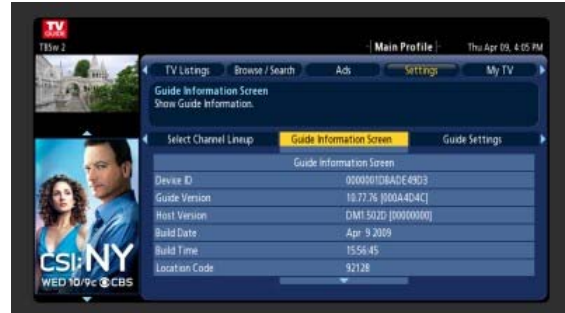 TV
GUIDE
TBSw 2
Main Profile
Thu Apr 09, 4:05 PM
TV Listings Browse / Search Ads Settings My TV
Guide Information Screen
Show Guide Information.
Select Channel Lineup Guide Information Screen Guide Settings
Guide Information Screen
Device ID 0000001DBADE49D3
Guide Version 10.77.76 [000A4D4C]
Host Version DM1.502D [00000000]
Build Date Apr 9 2009
Build Time 15:56:45
Location Code 92128
CSI:NY
WED 10/9c CBS